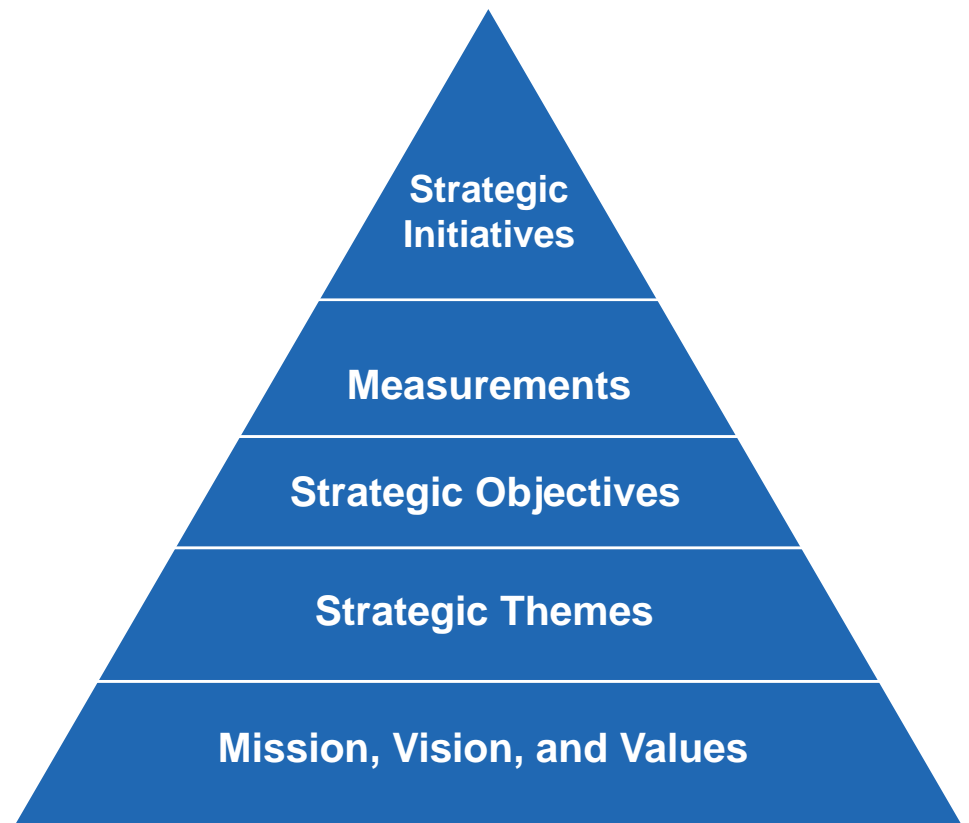 Strategic
Initiatives
Measurements
Strategic Objectives
Strategic Themes
Mission, Vision, and Values